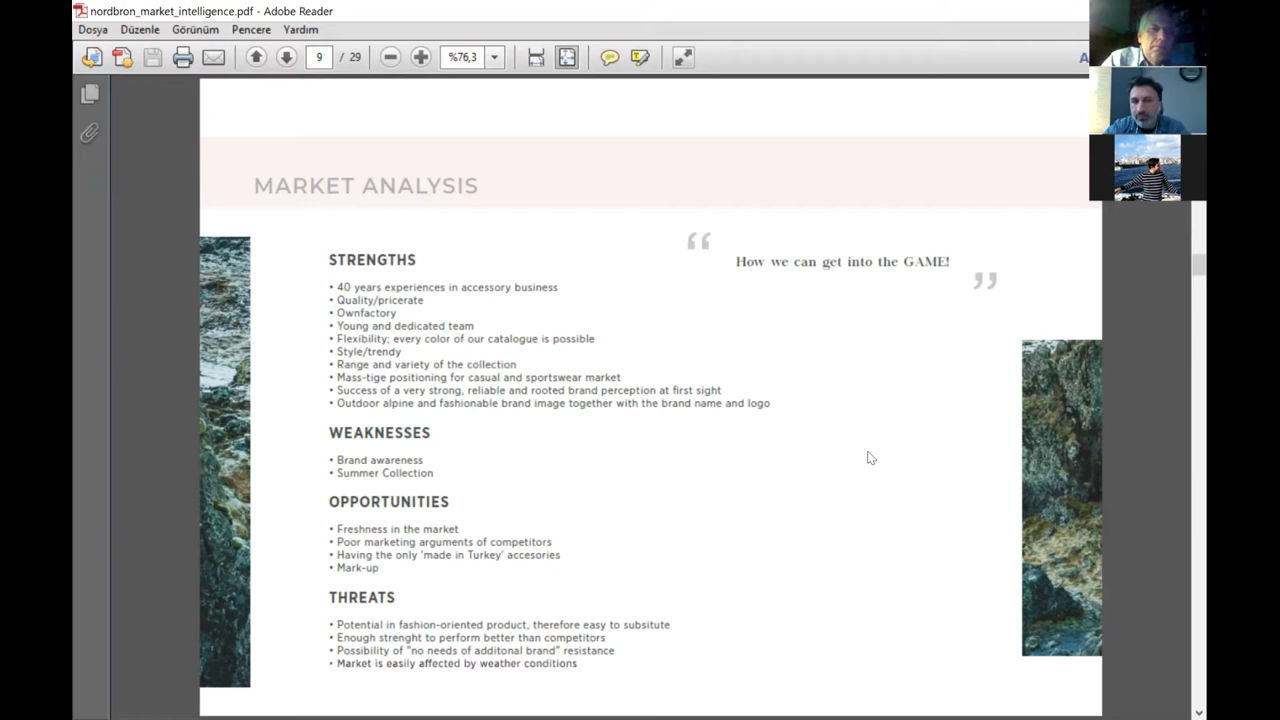 nordbron_market_intelligence.pdf - Adobe Reader
Dosya Düzenle Görünüm Pencere Yardım
9 / 29 %76,3
MARKET ANALYSIS
“ How we can get into the GAME! ”
STRENGTHS
• 40 years experiences in accessory business
• Quality/pricerate
• Ownfactory
• Young and dedicated team
• Flexibility; every color of our catalogue is possible
• Style/trendy
• Range and variety of the collection
• Mass-tige positioning for casual and sportswear market
• Success of a very strong, reliable and rooted brand perception at first sight
• Outdoor alpine and fashionable brand image together with the brand name and logo
WEAKNESSES
• Brand awareness
• Summer Collection
OPPORTUNITIES
• Freshness in the market
• Poor marketing arguments of competitors
• Having the only 'made in Turkey' accesories
• Mark-up
THREATS
• Potential in fashion-oriented product, therefore easy to subsitute
• Enough strenght to perform better than competitors
• Possibility of "no needs of additonal brand" resistance
• Market is easily affected by weather conditions